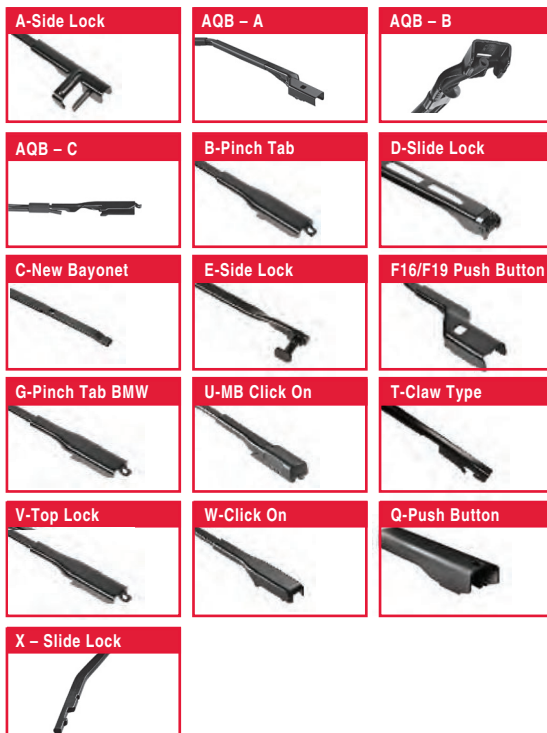 A-Side Lock
AQB – A
AQB – B
AQB – C
B-Pinch Tab
D-Slide Lock
C-New Bayonet
E-Side Lock
F16/F19 Push Button
G-Pinch Tab BMW
U-MB Click On
T-Claw Type
V-Top Lock
W-Click On
Q-Push Button
X – Slide Lock